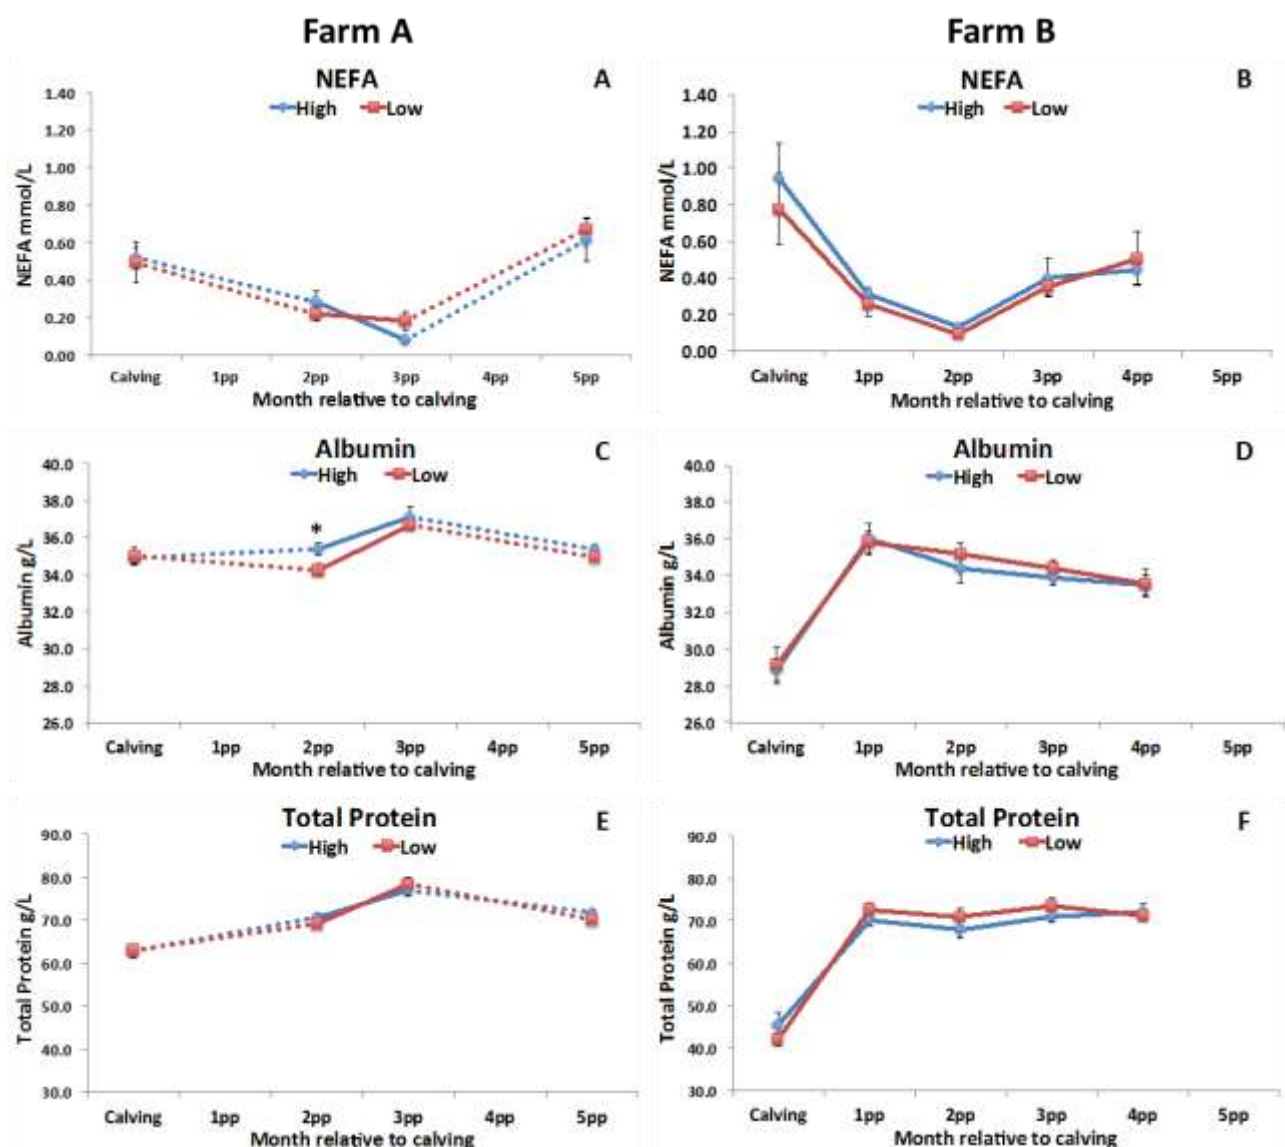 Farm A
Farm B
NEFA
A
High Low
1.40
1.20
1.00
0.80
0.60
0.40
0.20
0.00
NEFA mmol/L
Calving 1pp 2pp 3pp 4pp 5pp
Month relative to calving
NEFA
B
High Low
1.40
1.20
1.00
0.80
0.60
0.40
0.20
0.00
NEFA mmol/L
Calving 1pp 2pp 3pp 4pp 5pp
Month relative to calving
Albumin
C
High Low
40.0
38.0
36.0
34.0
32.0
30.0
28.0
26.0
Albumin g/L
*
Calving 1pp 2pp 3pp 4pp 5pp
Month relative to calving
Albumin
D
High Low
40.0
38.0
36.0
34.0
32.0
30.0
28.0
26.0
Albumin g/L
Calving 1pp 2pp 3pp 4pp 5pp
Month relative to calving
Total Protein
E
High Low
90.0
80.0
70.0
60.0
50.0
40.0
30.0
Total Protein g/L
Calving 1pp 2pp 3pp 4pp 5pp
Month relative to calving
Total Protein
F
High Low
90.0
80.0
70.0
60.0
50.0
40.0
30.0
Total Protein g/L
Calving 1pp 2pp 3pp 4pp 5pp
Month relative to calving